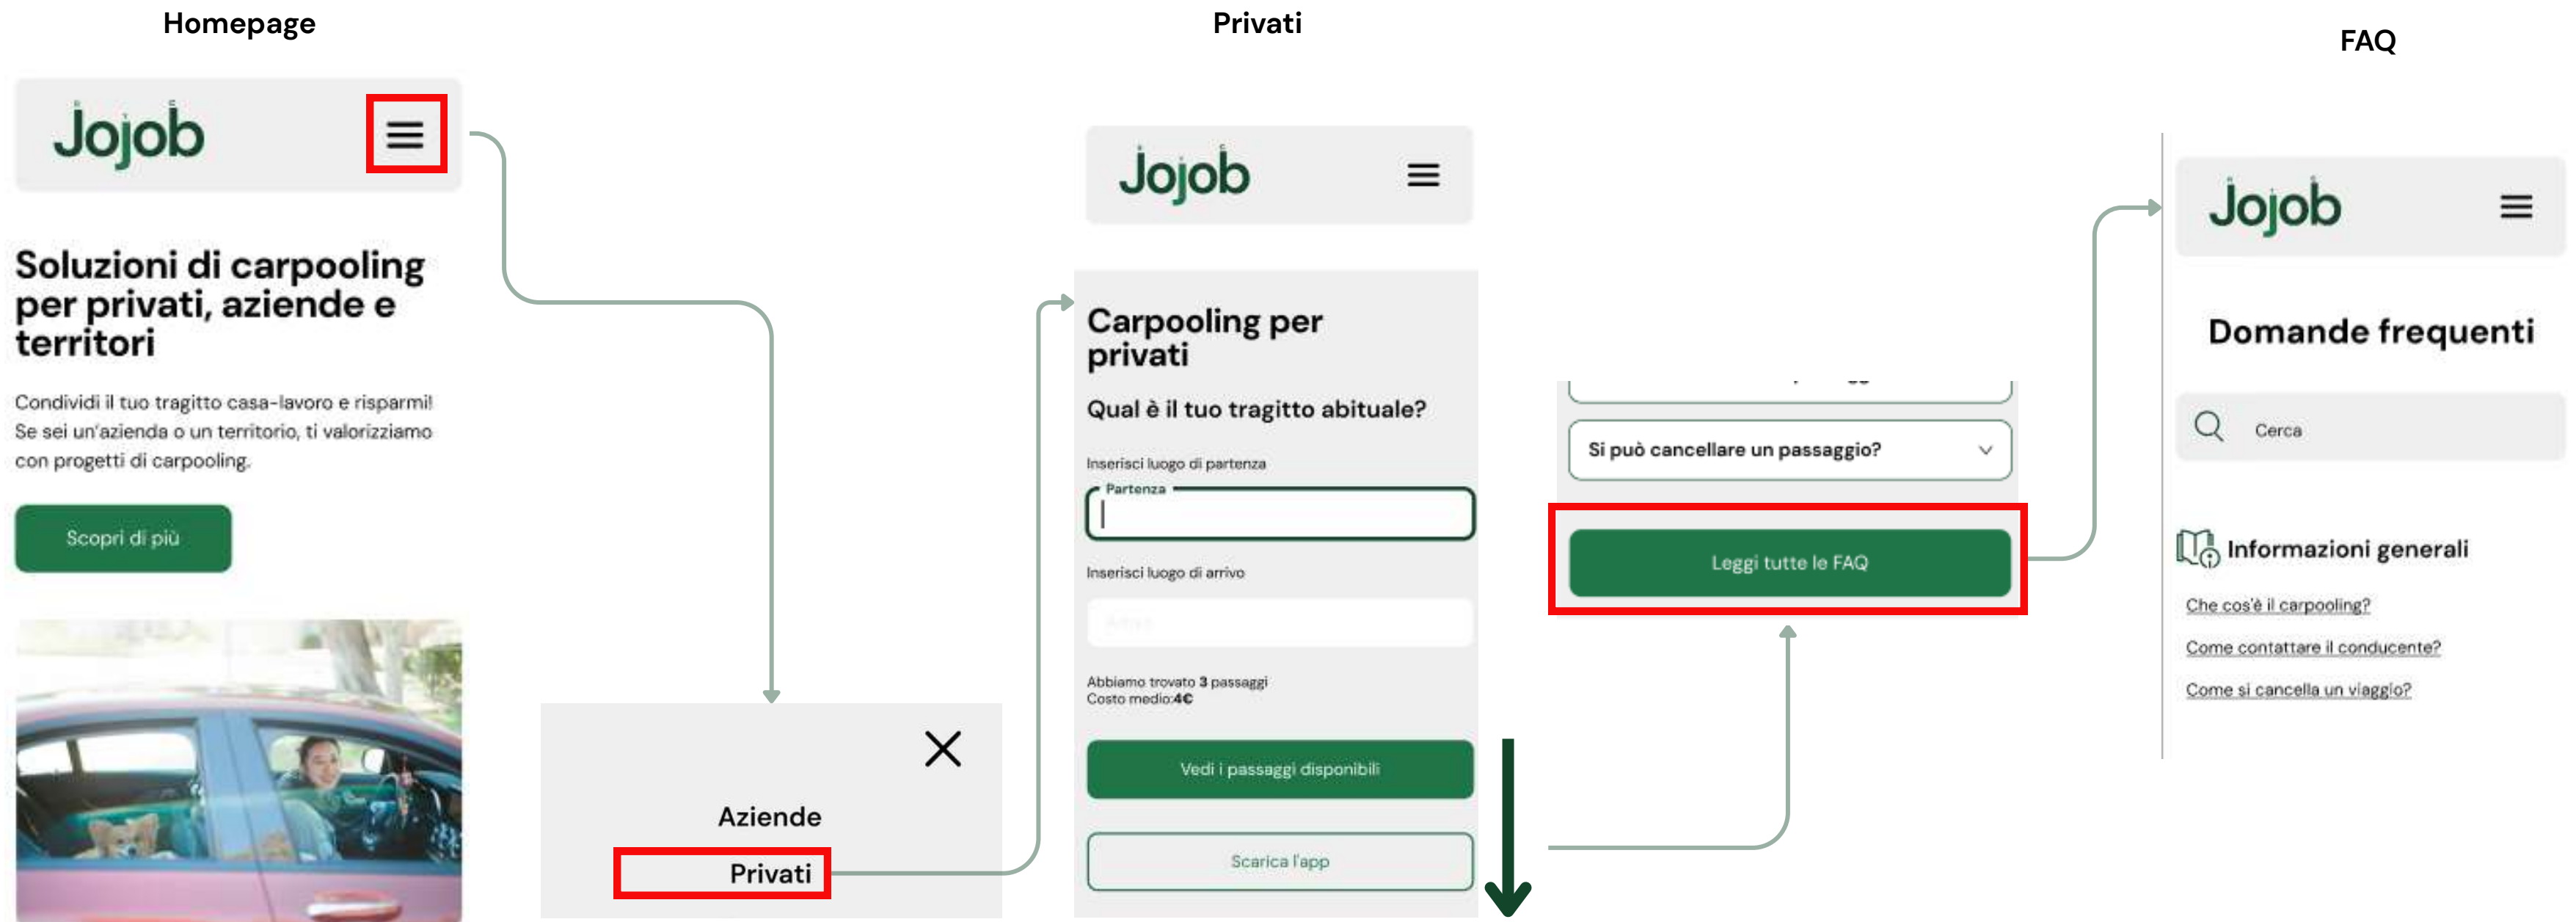 Homepage
Jojob
Soluzioni di carpooling
per privati, aziende e
territori
Condividi il tuo tragitto casa-lavoro e risparmi!
Se sei un'azienda o un territorio, ti valorizziamo
con progetti di carpooling.
Scopri di più
Aziende
Privati
Privati
Jojob
Carpooling per
privati
Qual è il tuo tragitto abituale?
Inserisci luogo di partenza
Partenza
Inserisci luogo di arrivo
Abbiamo trovato 3 passaggi
Costo medio:4€
Vedi i passaggi disponibili
Scarica l'app
Si può cancellare un passaggio?
Leggi tutte le FAQ
FAQ
Jojob
Domande frequenti
Cerca
Informazioni generali
Che cos'è il carpooling?
Come contattare il conducente?
Come si cancella un viaggio?